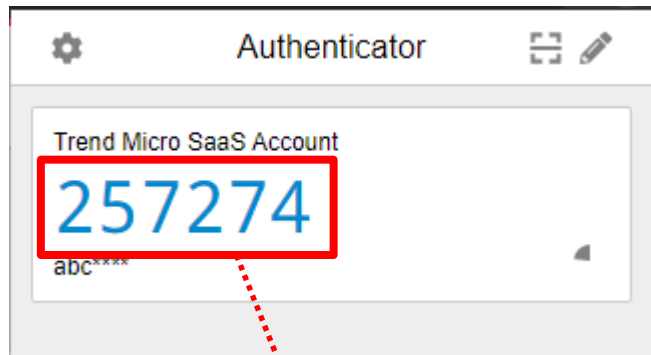 Authenticator
Trend Micro SaaS Account
257274
abc****